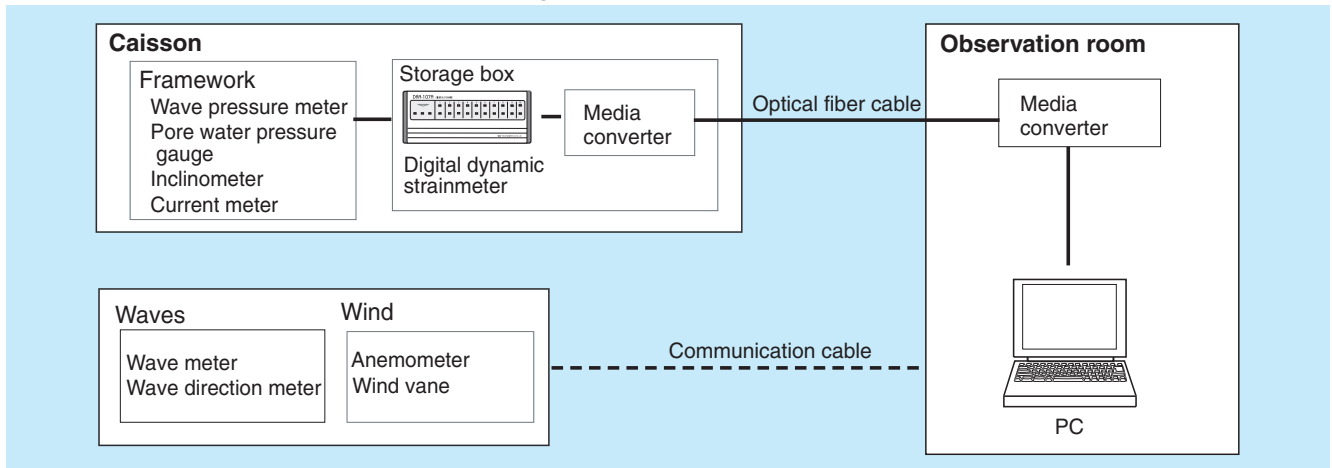 Caisson
Framework
Wave pressure meter
Pore water pressure
gauge
Inclinometer
Current meter
Storage box
Digital dynamic
strainmeter
Media
converter
Optical fiber cable
Observation room
Media
converter
PC
Waves
Wave meter
Wave direction meter
Wind
Anemometer
Wind vane
Communication cable